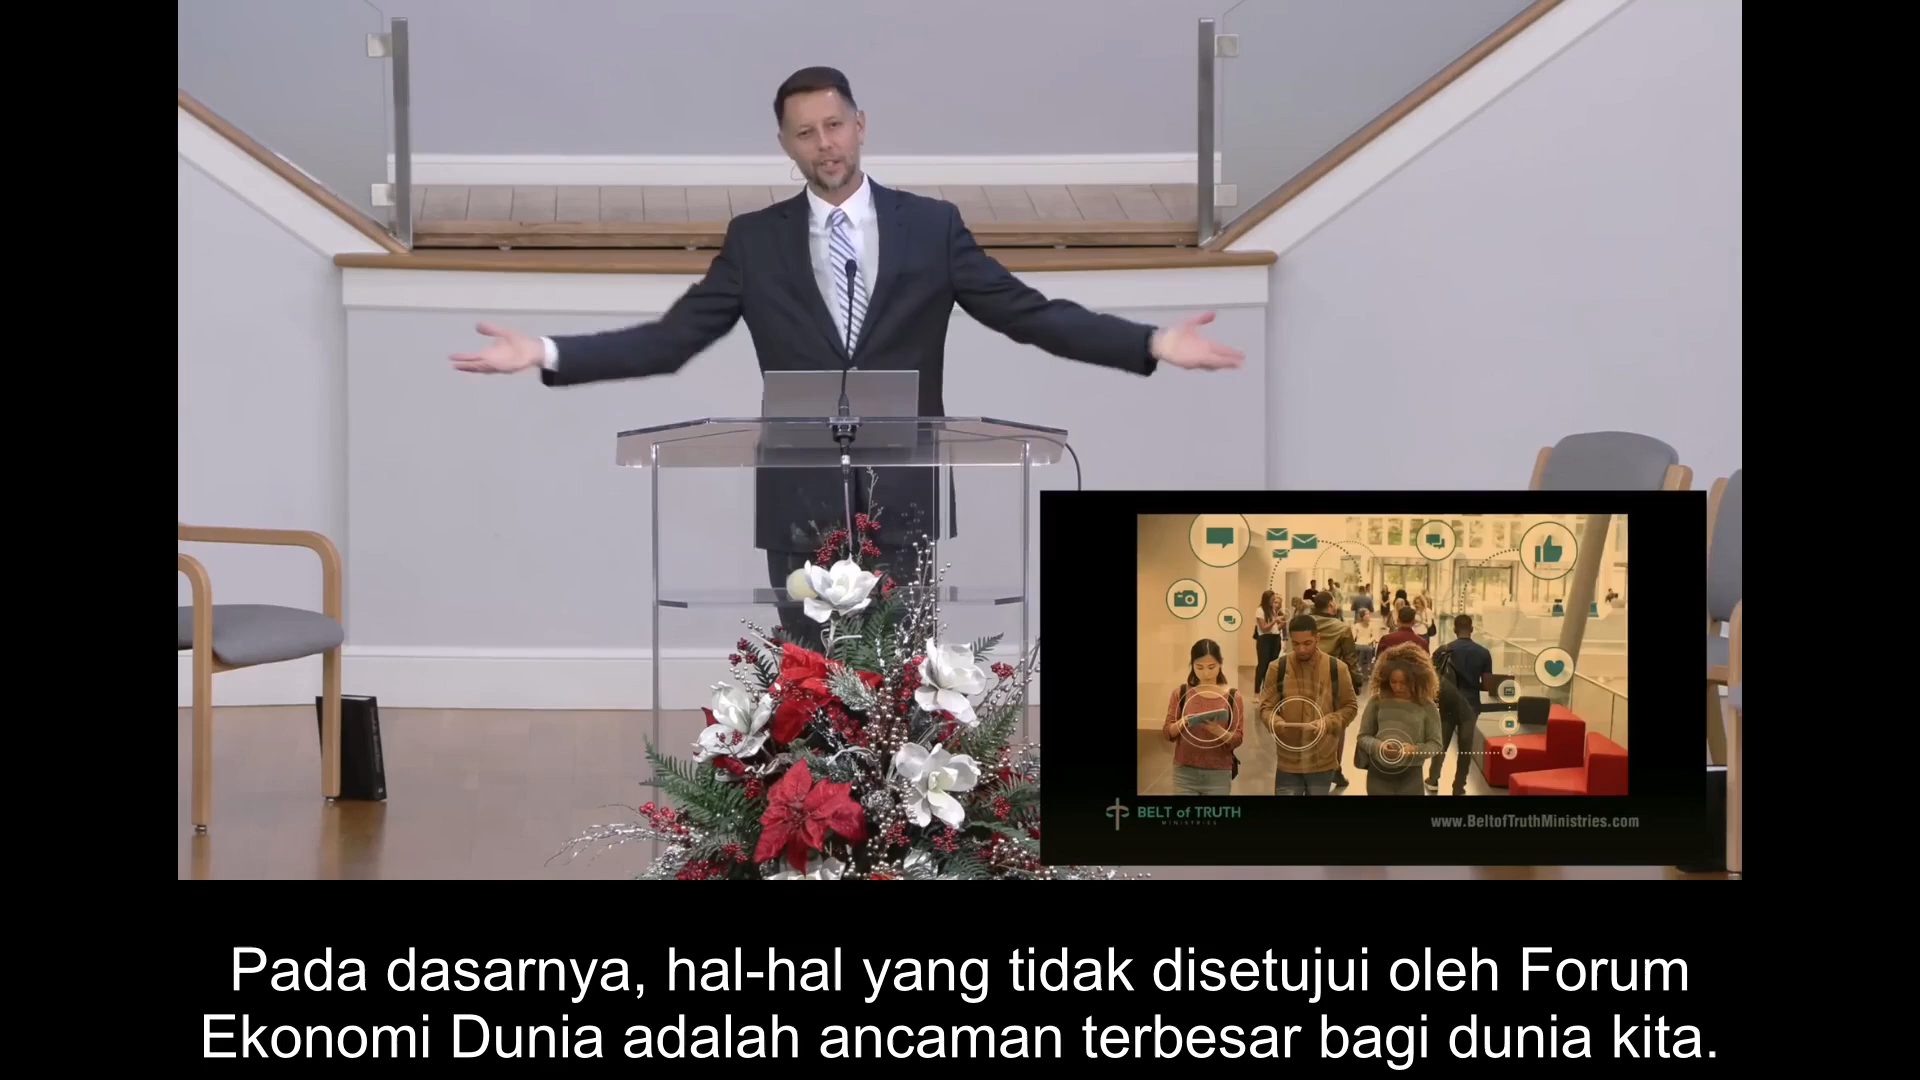 BELT of TRUTH
MINISTRIES
www.BeltofTruthMinistries.com
Pada dasarnya, hal-hal yang tidak disetujui oleh Forum
Ekonomi Dunia adalah ancaman terbesar bagi dunia kita.